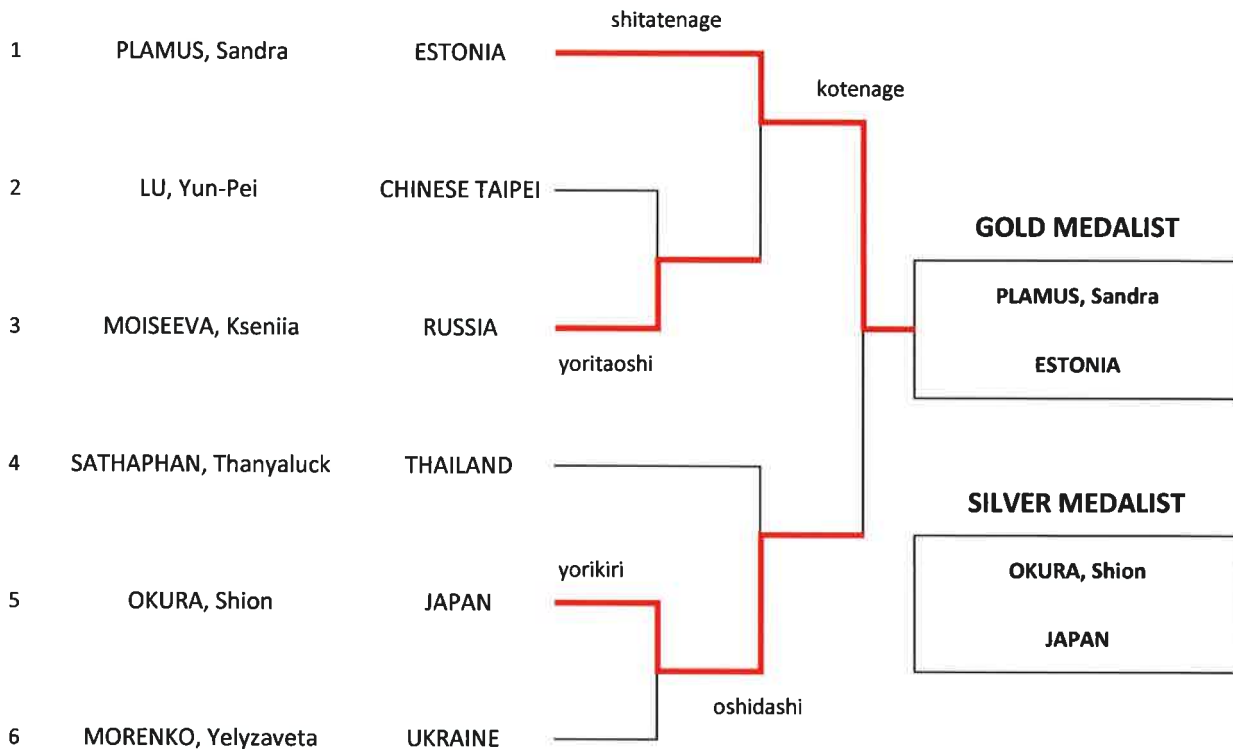 shitatenage
1 PLAMUS, Sandra ESTONIA
kotenage
2 LU, Yun-Pei CHINESE TAIPEI
GOLD MEDALIST
PLAMUS, Sandra
3 MOISEEVA, Kseniia RUSSIA
yoritaoshi
ESTONIA
4 SATHAPHAN, Thanyaluck THAILAND
SILVER MEDALIST
yorikiri
OKURA, Shion
5 OKURA, Shion JAPAN
JAPAN
oshidashi
6 MORENKO, Yelyzaveta UKRAINE